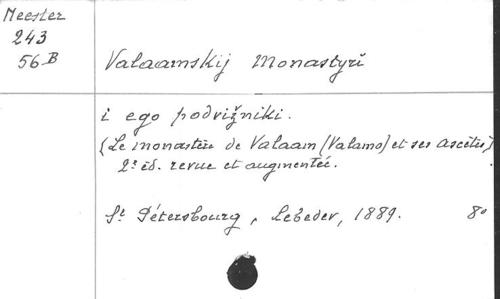 Meester
243
56 B
Valaamskij Monastyrĭ
i ego podvižniki.
(Le monastère de Valaam (Valamo) et ses ascètes)
2e éd. revue et augmentée.
St Pétersbourg, Lebedev, 1889. 8o